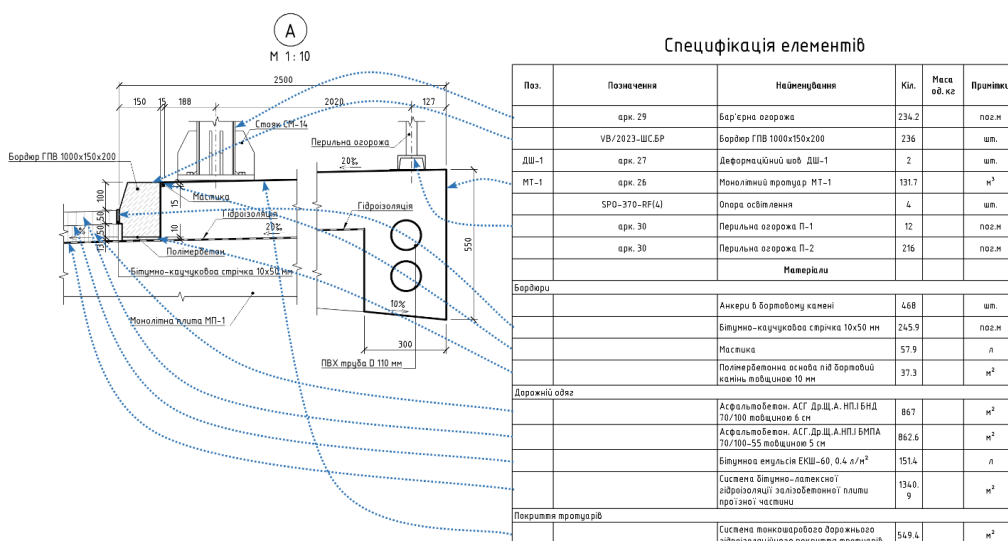 А
М 1:10
2500
150
15
188
2020
127
Стояк СМ-14
Перильна огорожа
Бордюр ГПВ 1000х150х200
20‰
100
Мастика
15
Гідроізоляція
Гідроізоляція
50
50
10
20‰
Полімербетон
550
Бітумно-каучукова стрічка 10х50 мм
10%
Монолітна плита МП-1
300
ПВХ труба D 110 мм
Специфікація елементів
Поз. Позначення Найменування Кіл. Маса од. кг Примітки
арк. 29 Бар'єрна огорожа 234.2 пог.м
VB/2023-ШС.БР Бордюр ГПВ 1000х150х200 236 шт.
ДШ-1 арк. 27 Деформаційний шов ДШ-1 2 шт.
МТ-1 арк. 26 Монолітний тротуар МТ-1 131.7 м³
SPO-370-RF(4) Опора освітлення 4 шт.
арк. 30 Перильна огорожа П-1 12 пог.м
арк. 30 Перильна огорожа П-2 216 пог.м
Матеріали
Бордюри
Анкери в бортовому камені 468 шт.
Бітумно-каучукова стрічка 10х50 мм 245.9 пог.м
Мастика 57.9 л
Полімербетонна основа під бортовий
камінь товщиною 10 мм 37.3 м²
Дорожній одяг
Асфальтобетон. АСГ Др.Щ.А. НП.І БНД
70/100 товщиною 6 см 867 м²
Асфальтобетон. АСГ.Др.Щ.А.НП.І БМПА
70/100-55 товщиною 5 см 862.6 м²
Бітумна емульсія ЕКШ-60, 0.4 л/м² 151.4 л
Система бітумно-латексної
гідроізоляції залізобетонної плити
проїзної частини 1340.9 м²
Покриття тротуарів
Система тонкошарового дорожнього
гідроізоляційного покриття тротуарів 549.4 м²